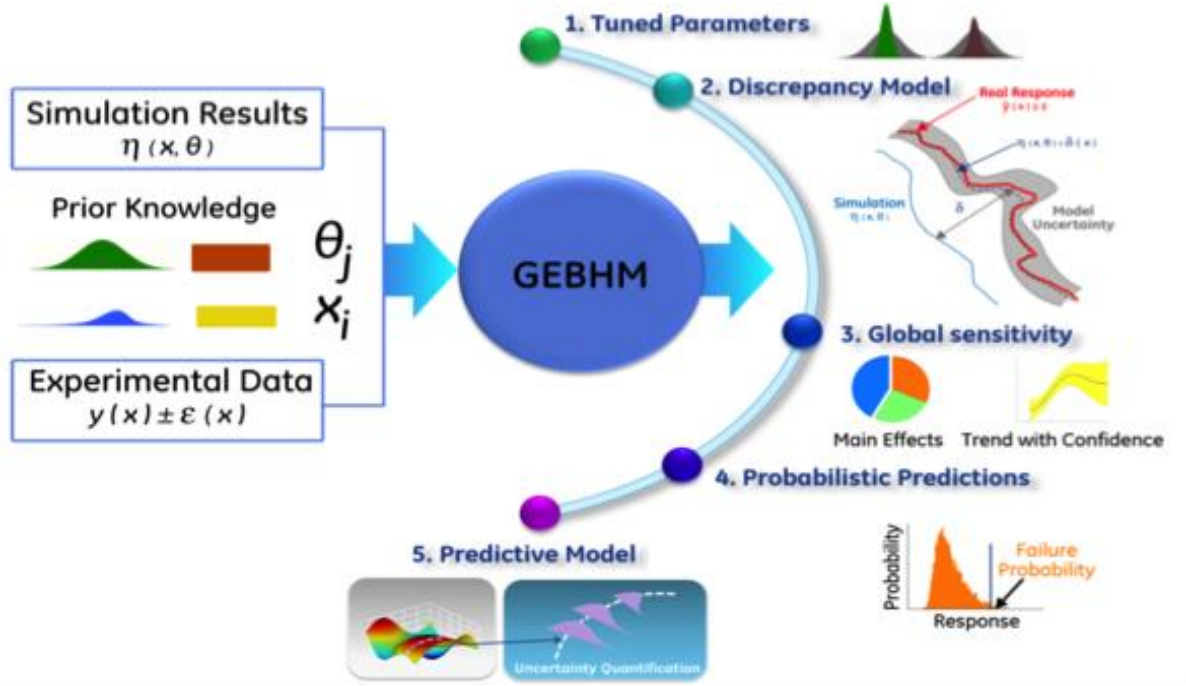 1. Tuned Parameters
2. Discrepancy Model
Simulation Results
η (x, θ)
Prior Knowledge
θj
xi
Experimental Data
y(x) ± ε (x)
GEBHM
Real Response
η (x, θ) + δ (x)
Simulation
η (x, θ)
δ
Model
Uncertainty
3. Global sensitivity
Main Effects
Trend with Confidence
4. Probabilistic Predictions
Probability
Failure
Probability
Response
5. Predictive Model
Uncertainty Quantification